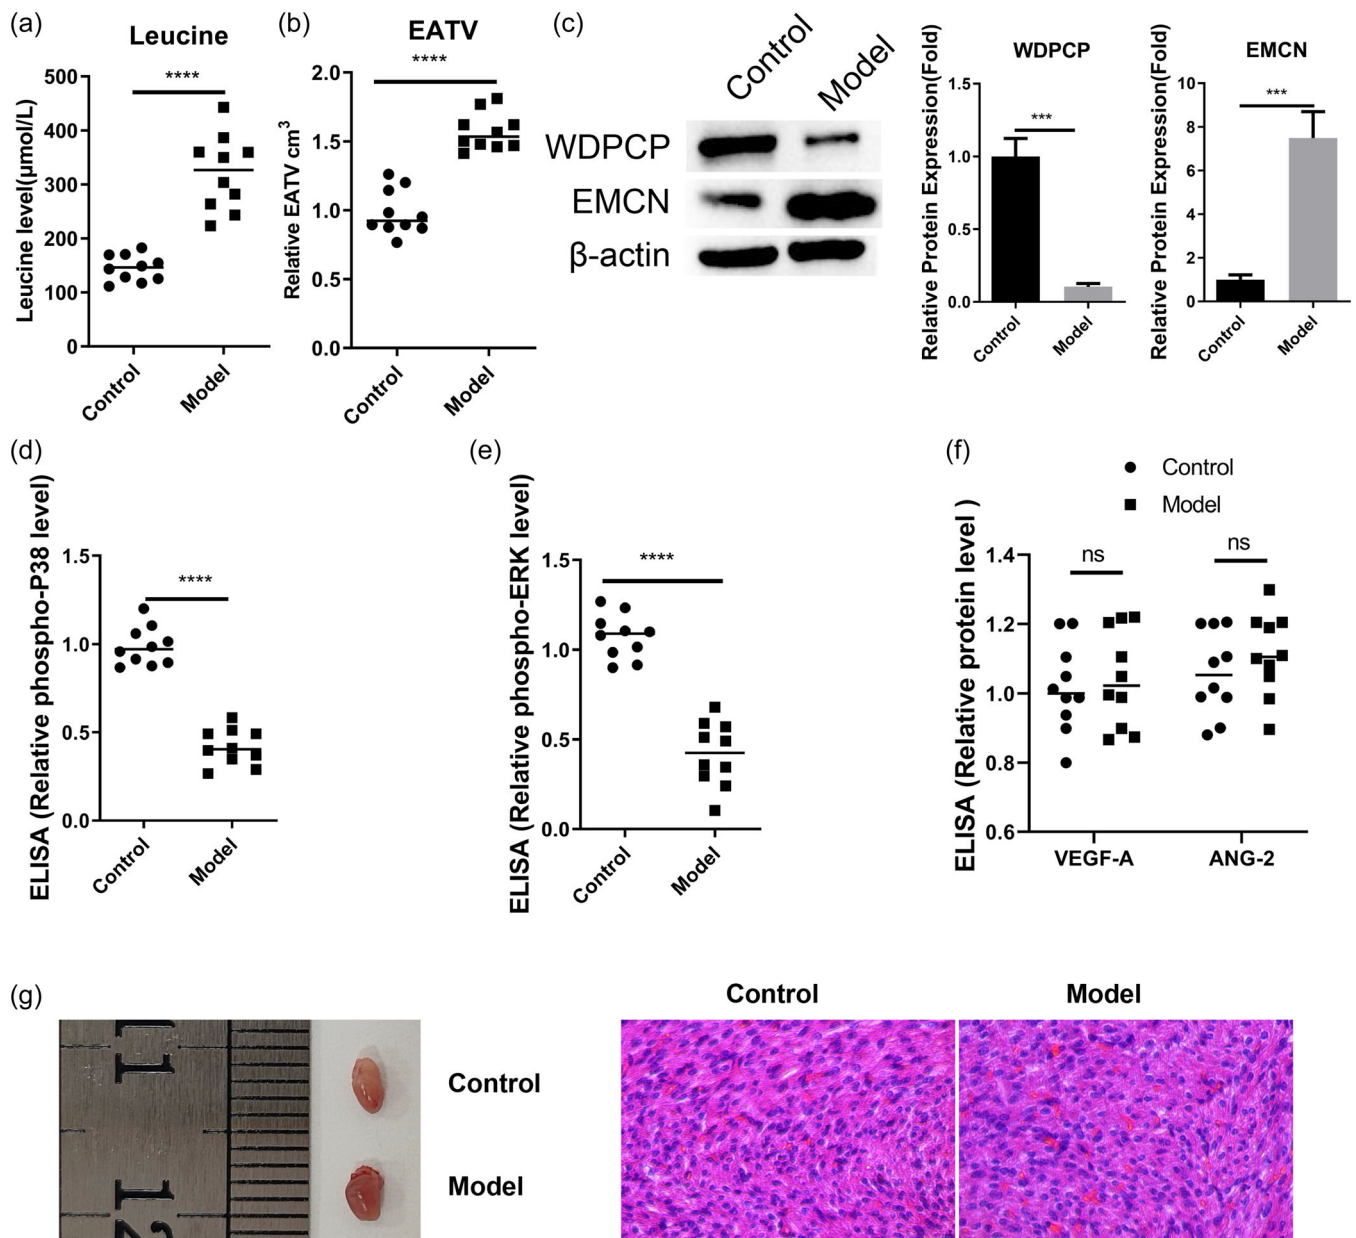 (a)
Leucine
****
Leucine level(μmol/L)
500
400
300
200
100
0
Control
Model
(b)
EATV
****
Relative EATV cm³
2.0
1.5
1.0
0.5
0.0
Control
Model
(c)
Control
Model
WDPCP
EMCN
β-actin
WDPCP
***
Relative Protein Expression(Fold)
1.5
1.0
0.5
0.0
Control
Model
EMCN
***
Relative Protein Expression(Fold)
10
8
6
4
2
0
Control
Model
(d)
ELISA (Relative phospho-P38 level)
****
1.5
1.0
0.5
0.0
Control
Model
(e)
ELISA (Relative phospho-ERK level)
****
1.5
1.0
0.5
0.0
Control
Model
(f)
Control
Model
ELISA (Relative protein level )
ns
ns
1.4
1.2
1.0
0.8
0.6
VEGF-A
ANG-2
(g)
Control
Model
Control
Model